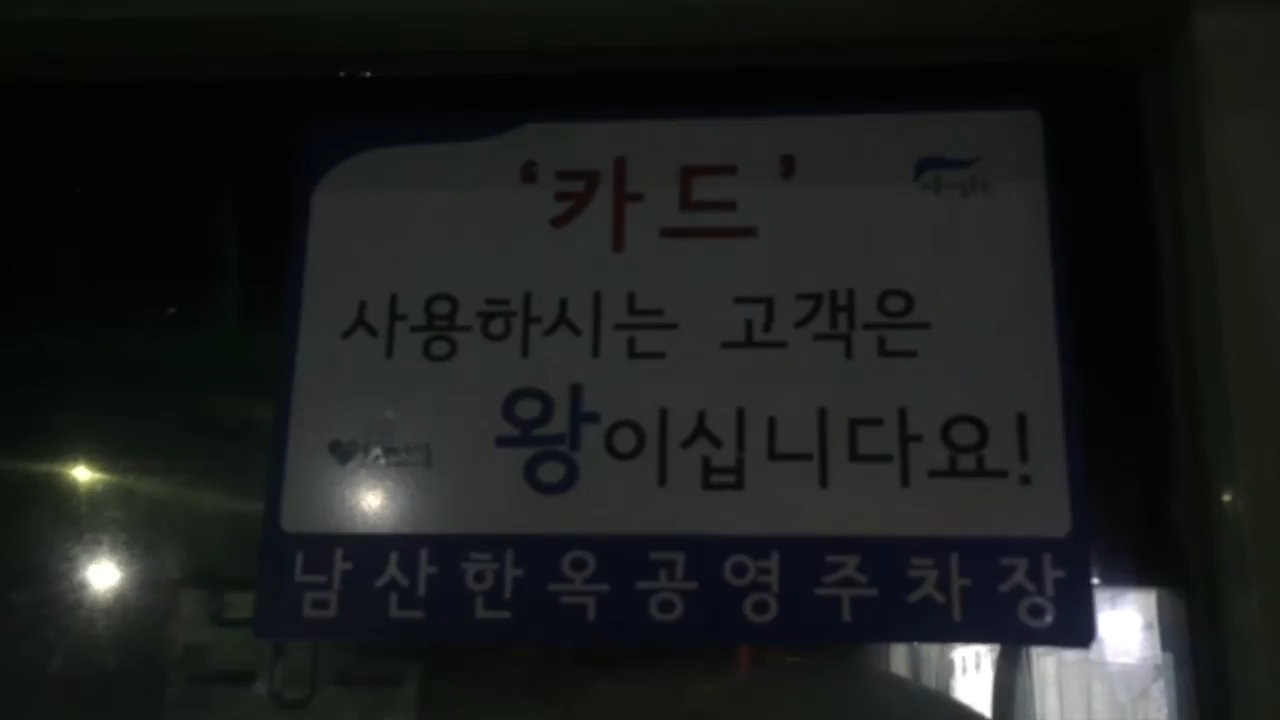 '카드'
사용하시는 고객은
왕이십니다요!
남산한옥공영주차장